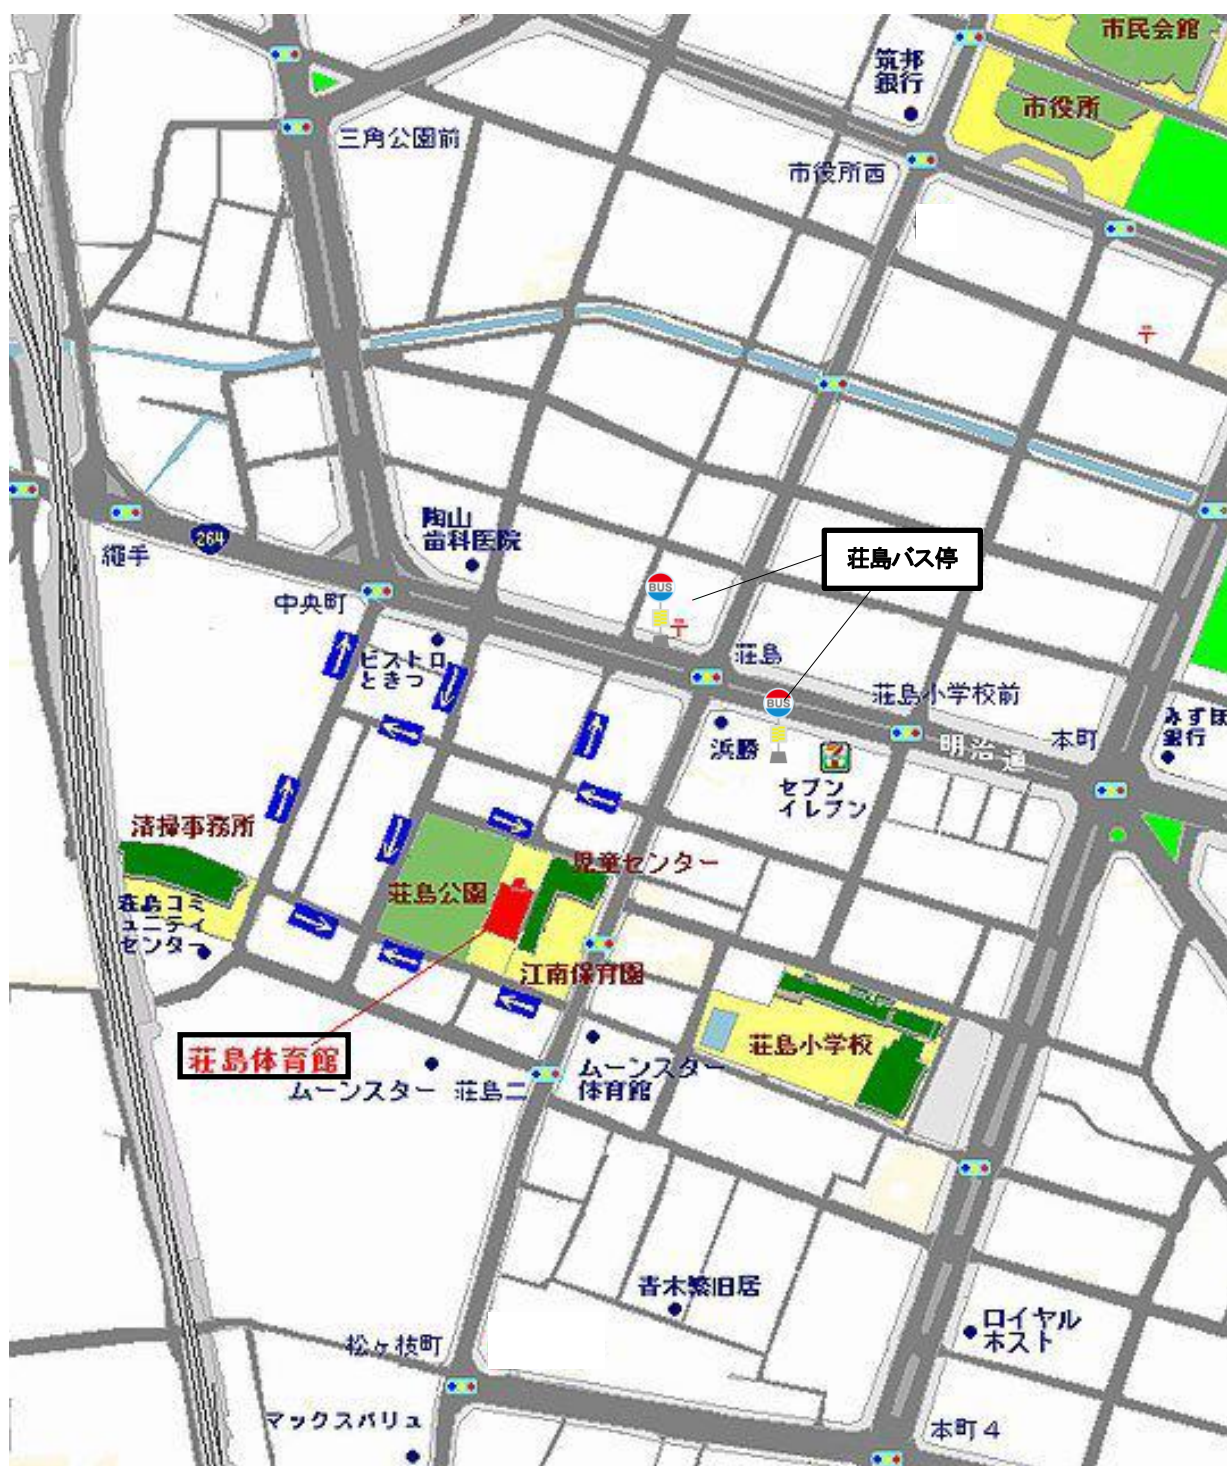 市民会館
筑邦
銀行
市役所
三角公園前
市役所西
〒
264
陶山
歯科医院
縄手
荘島バス停
中央町
BUS
〒
ビストロ
ときつ
荘島
荘島小学校前
BUS
浜勝
明治通
本町
みずほ
銀行
セブン
イレブン
7
清掃事務所
児童センター
荘島公園
荘島コミ
ュニティ
センター
江南保育園
荘島小学校
荘島体育館
ムーンスター
荘島二
ムーンスター
体育館
青木繁旧居
ロイヤル
ホスト
松ヶ枝町
マックスバリュ
本町4